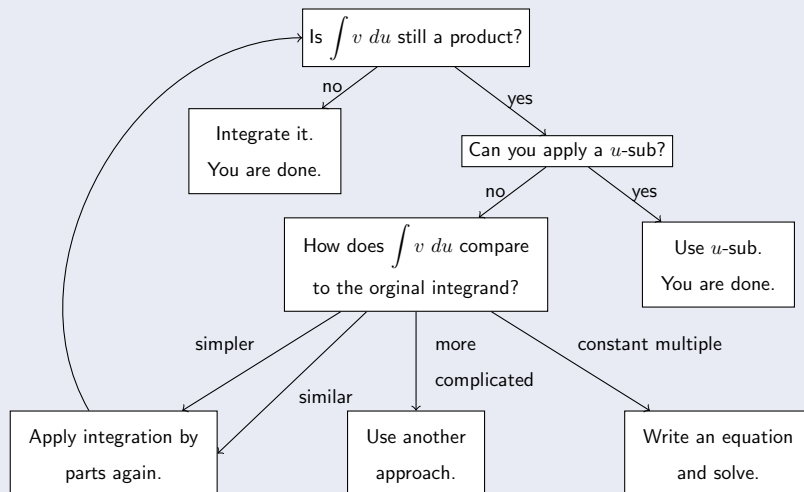 Is ∫ v du still a product?
no
yes
Integrate it.
You are done.
Can you apply a u-sub?
no
yes
How does ∫ v du compare
to the orginal integrand?
Use u-sub.
You are done.
simpler
similar
more
complicated
constant multiple
Apply integration by
parts again.
Use another
approach.
Write an equation
and solve.